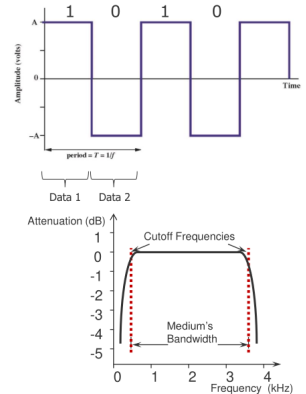 1 0 1 0
A
Amplitude (volts)
0
Time
–A
period = T = 1/f
Data 1 Data 2
Attenuation (dB)
Cutoff Frequencies
1
0
-1
-2
-3
-4
-5
Medium's
Bandwidth
0 1 2 3 4
Frequency (kHz)